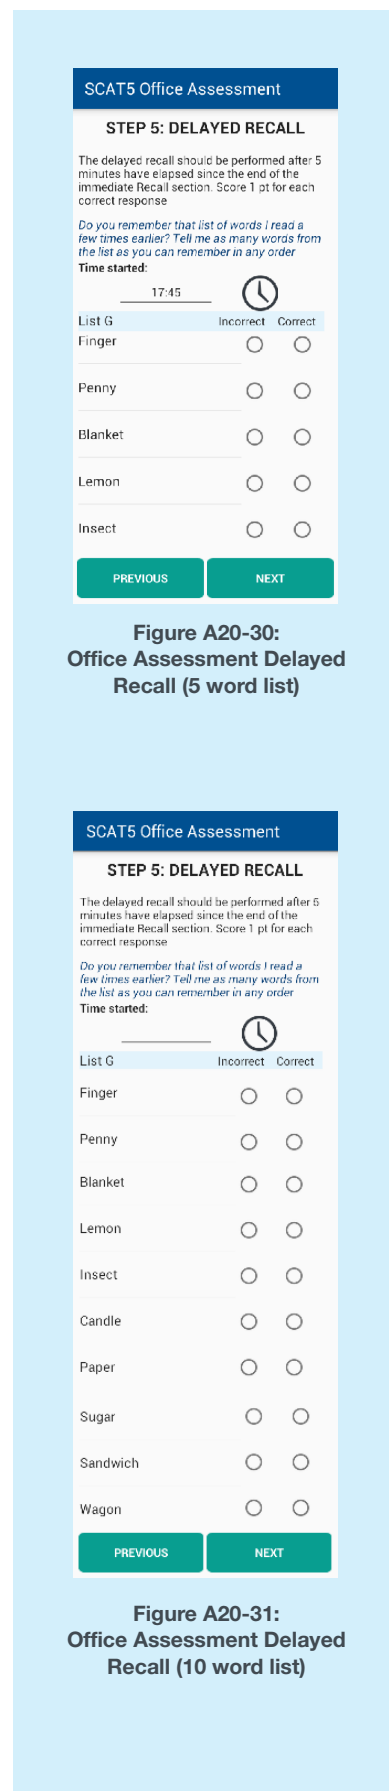 SCAT5 Office Assessment
STEP 5: DELAYED RECALL
The delayed recall should be performed after 5
minutes have elapsed since the end of the
immediate Recall section. Score 1 pt for each
correct response
Do you remember that list of words I read a
few times earlier? Tell me as many words from
the list as you can remember in any order
Time started:
17:45
List G Incorrect Correct
Finger
Penny
Blanket
Lemon
Insect
PREVIOUS NEXT
Figure A20-30:
Office Assessment Delayed
Recall (5 word list)
SCAT5 Office Assessment
STEP 5: DELAYED RECALL
The delayed recall should be performed after 5
minutes have elapsed since the end of the
immediate Recall section. Score 1 pt for each
correct response
Do you remember that list of words I read a
few times earlier? Tell me as many words from
the list as you can remember in any order
Time started:
List G Incorrect Correct
Finger
Penny
Blanket
Lemon
Insect
Candle
Paper
Sugar
Sandwich
Wagon
PREVIOUS NEXT
Figure A20-31:
Office Assessment Delayed
Recall (10 word list)